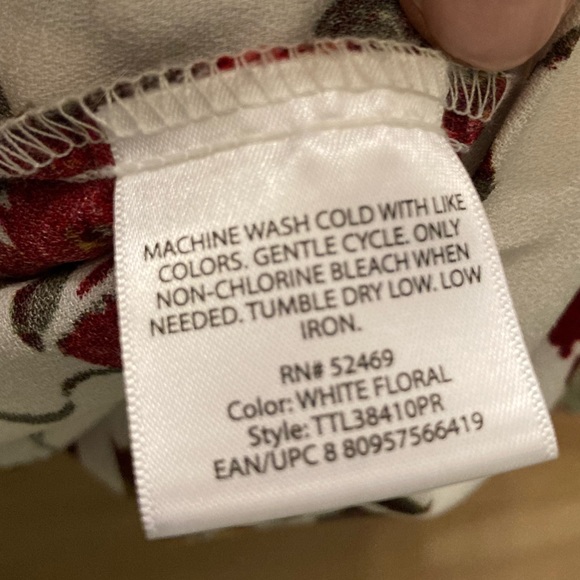 MACHINE WASH COLD WITH LIKE
COLORS. GENTLE CYCLE. ONLY
NON-CHLORINE BLEACH WHEN
NEEDED. TUMBLE DRY LOW. LOW
IRON.
RN# 52469
Color: WHITE FLORAL
Style: TTL38410PR
EAN/UPC 8 80957566419